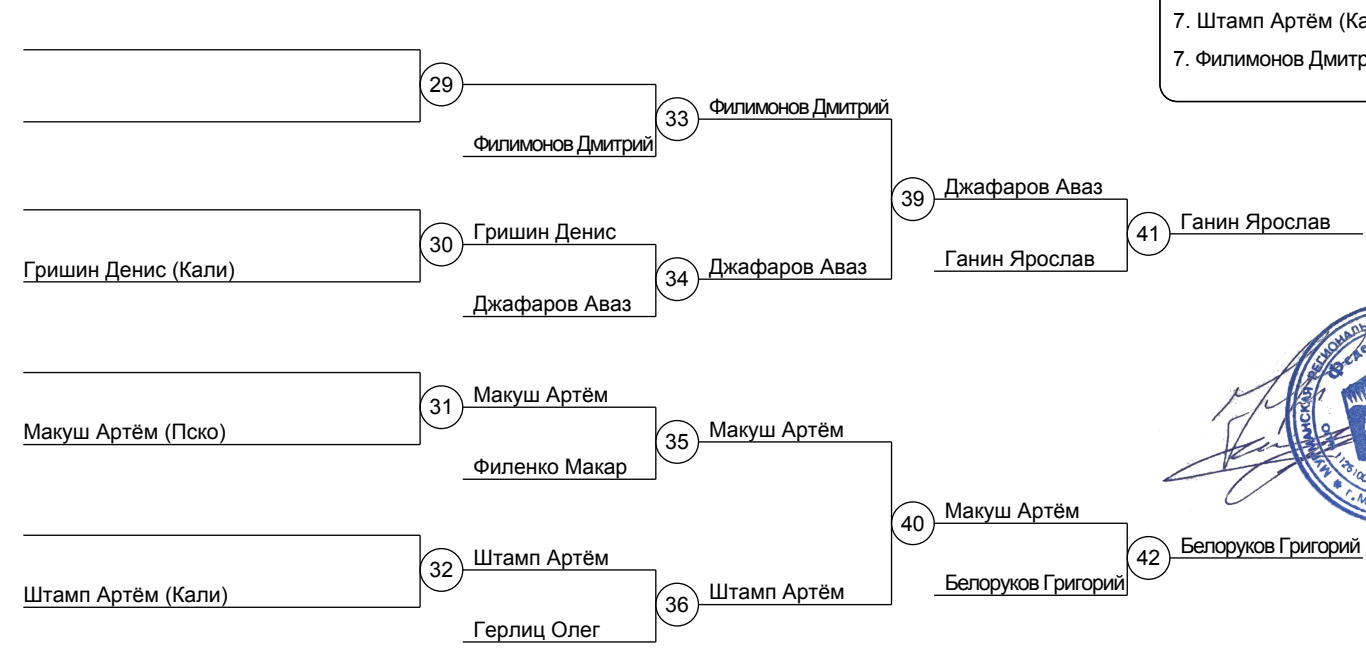 7. Штамп Артём (Ка
7. Филимонов Дмитр
29
33
Филимонов Дмитрий
Филимонов Дмитрий
39
Джафаров Аваз
41
Ганин Ярослав
Ганин Ярослав
30
Гришин Денис
Гришин Денис (Кали)
34
Джафаров Аваз
Джафаров Аваз
31
Макуш Артём
Макуш Артём (Пско)
35
Макуш Артём
Филенко Макар
40
Макуш Артём
42
Белоруков Григорий
Белоруков Григорий
32
Штамп Артём
Штамп Артём (Кали)
36
Штамп Артём
Герлиц Олег
МУРМАНСКАЯ